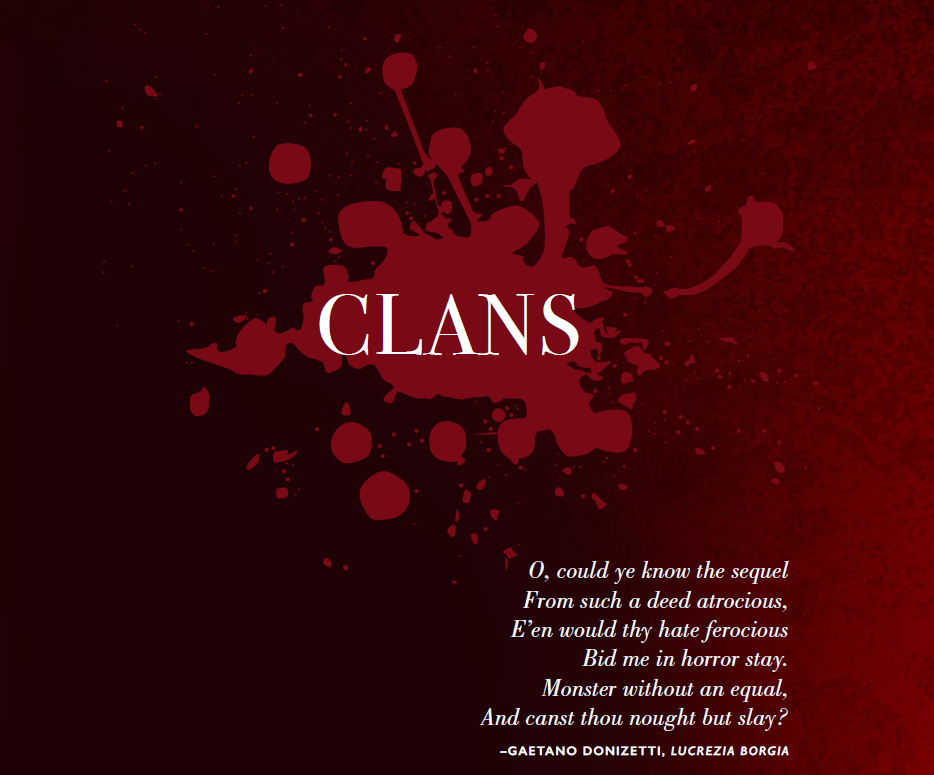 CLANS
O, could ye know the sequel
From such a deed atrocious,
E’en would thy hate ferocious
Bid me in horror stay.
Monster without an equal,
And canst thou nought but slay?
–GAETANO DONIZETTI, LUCREZIA BORGIA